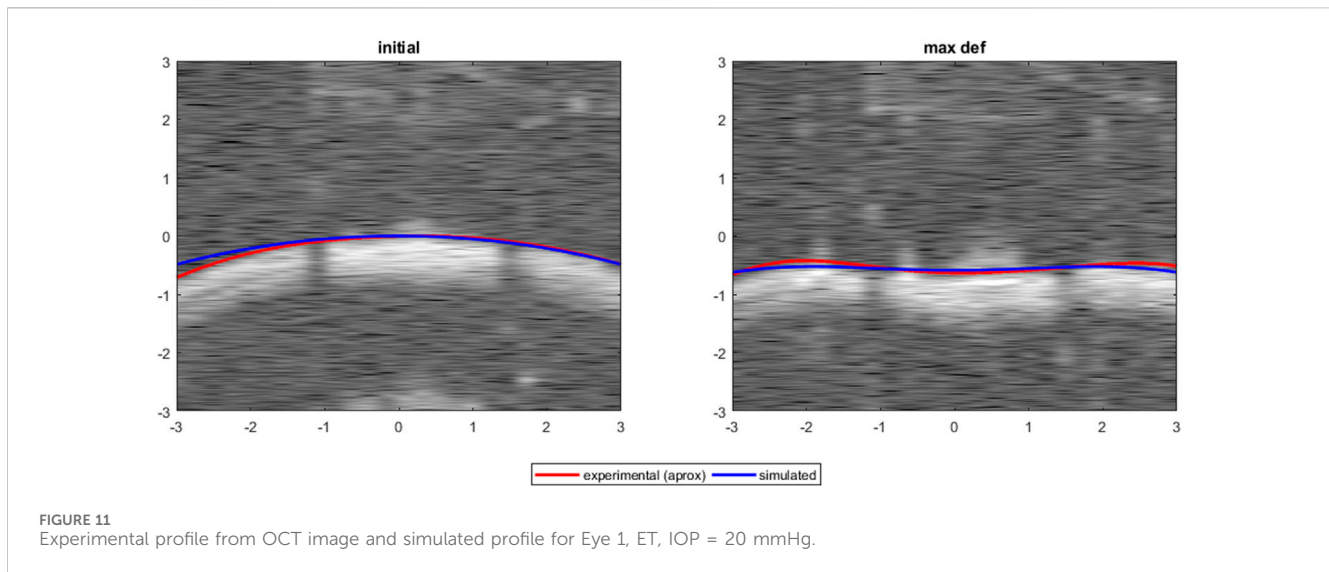 initial
3
2
1
0
-1
-2
-3
-3 -2 -1 0 1 2 3
max def
3
2
1
0
-1
-2
-3
-3 -2 -1 0 1 2 3
experimental (aprox) simulated
FIGURE 11
Experimental profile from OCT image and simulated profile for Eye 1, ET, IOP = 20 mmHg.